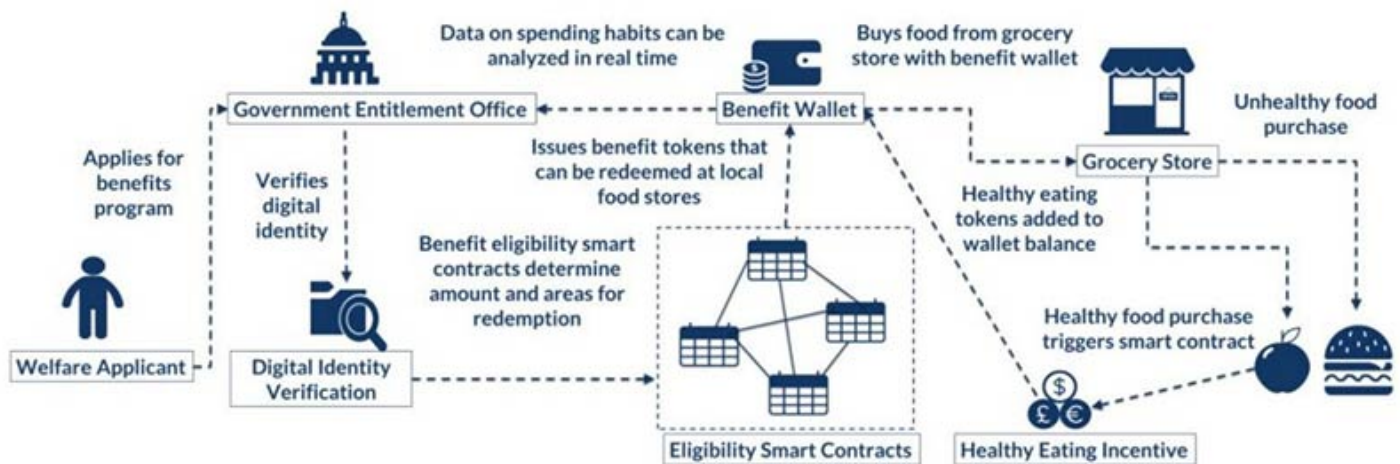 Data on spending habits can be
analyzed in real time
Buys food from grocery
store with benefit wallet
Government Entitlement Office
Benefit Wallet
Unhealthy food
purchase
Grocery Store
Applies for
benefits
program
Verifies
digital
identity
Issues benefit tokens that
can be redeemed at local
food stores
Healthy eating
tokens added to
wallet balance
Benefit eligibility smart
contracts determine
amount and areas for
redemption
Healthy food purchase
triggers smart contract
Welfare Applicant
Digital Identity
Verification
$
£
€
Eligibility Smart Contracts
Healthy Eating Incentive